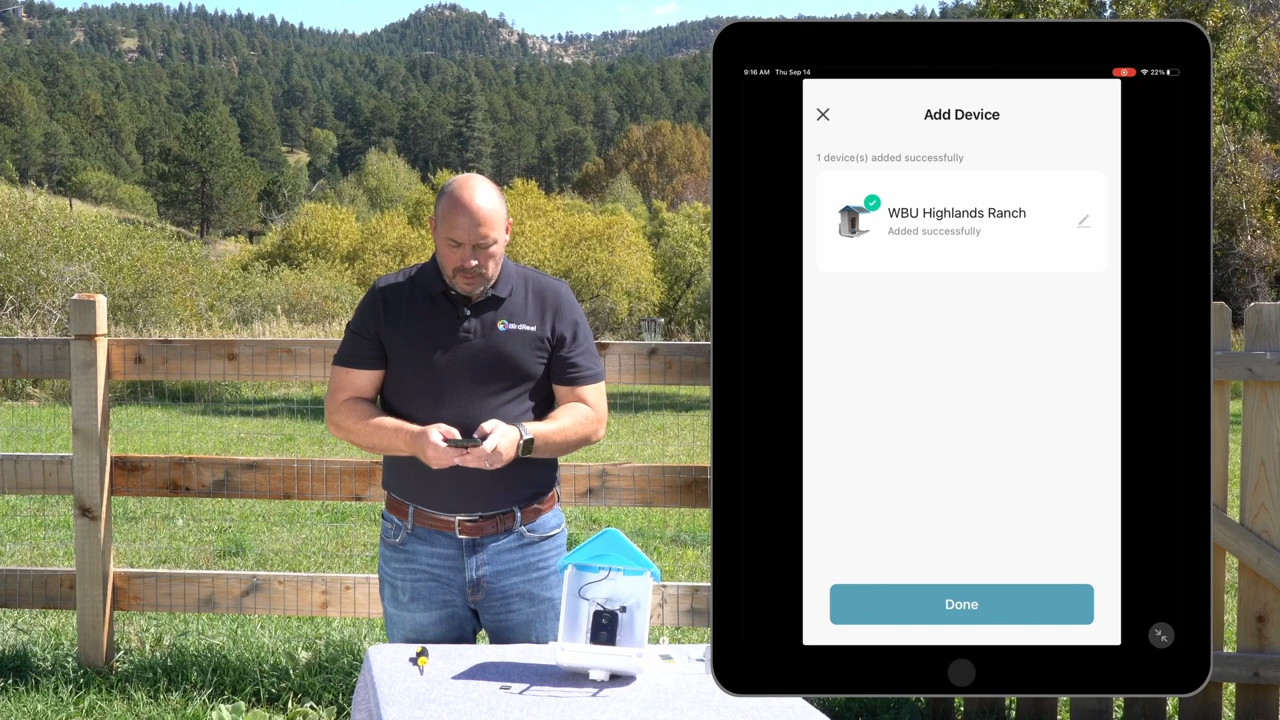 BirdReel
9:16 AM Thu Sep 14
22%
Add Device
1 device(s) added successfully
WBU Highlands Ranch
Added successfully
Done